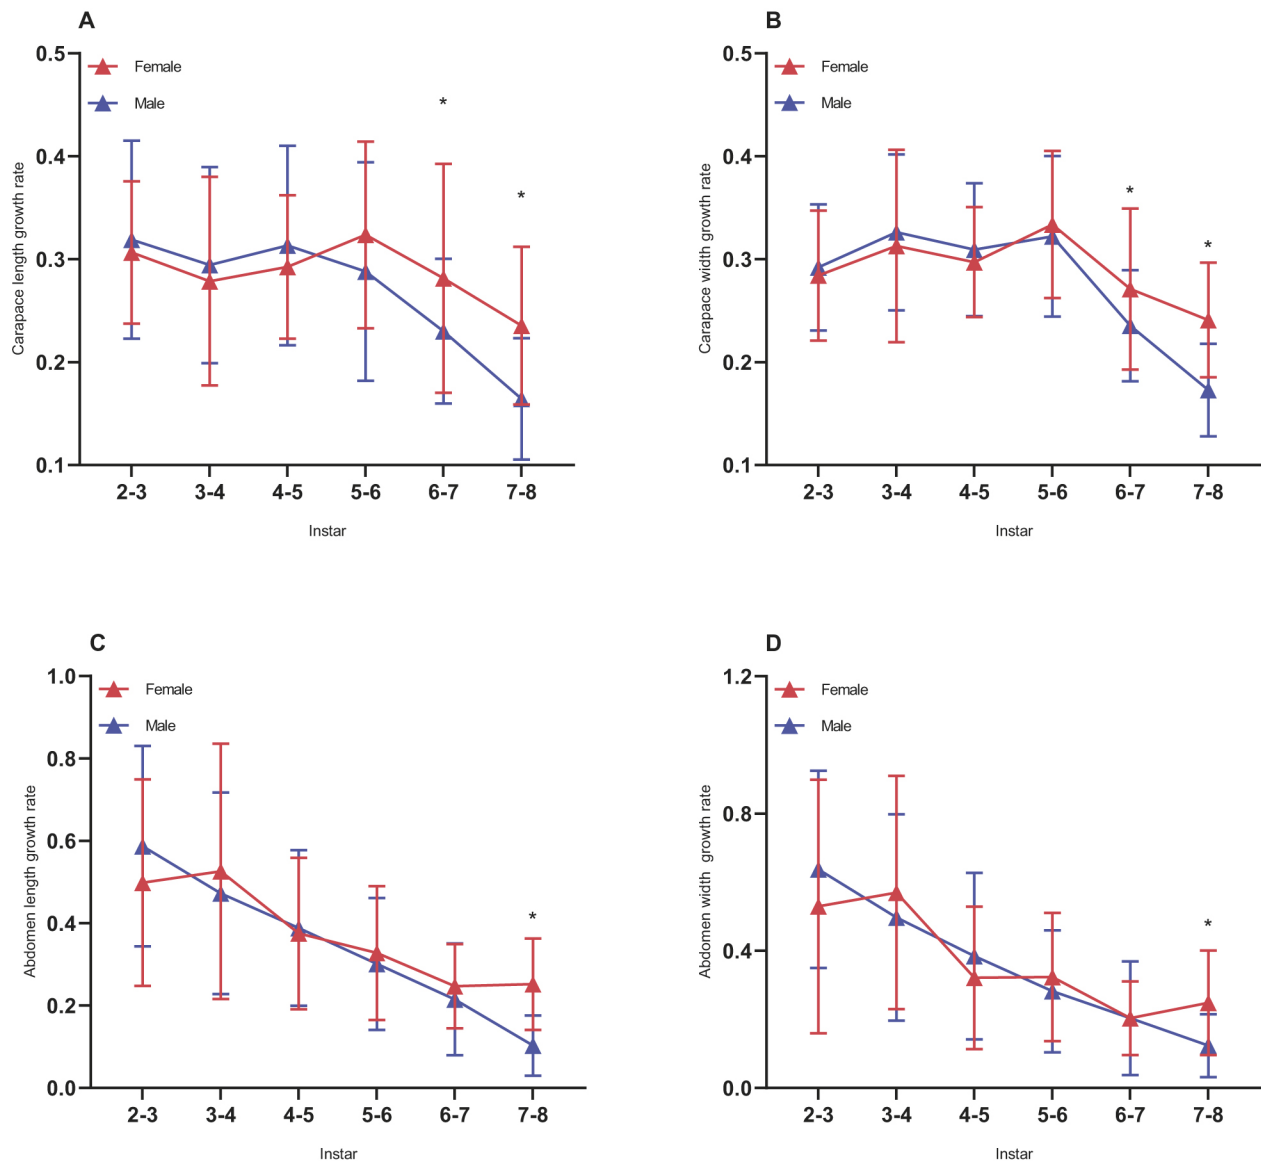 A
0.5
Female
Male
*
0.4
*
0.3
0.2
0.1
Carapace length growth rate
2-3 3-4 4-5 5-6 6-7 7-8
Instar
B
0.5
Female
Male
0.4
*
*
0.3
0.2
0.1
Carapace width growth rate
2-3 3-4 4-5 5-6 6-7 7-8
Instar
C
1.0
Female
Male
0.8
0.6
0.4
*
0.2
0.0
Abdomen length growth rate
2-3 3-4 4-5 5-6 6-7 7-8
Instar
D
1.2
Female
Male
0.8
*
0.4
0.0
Abdomen width growth rate
2-3 3-4 4-5 5-6 6-7 7-8
Instar